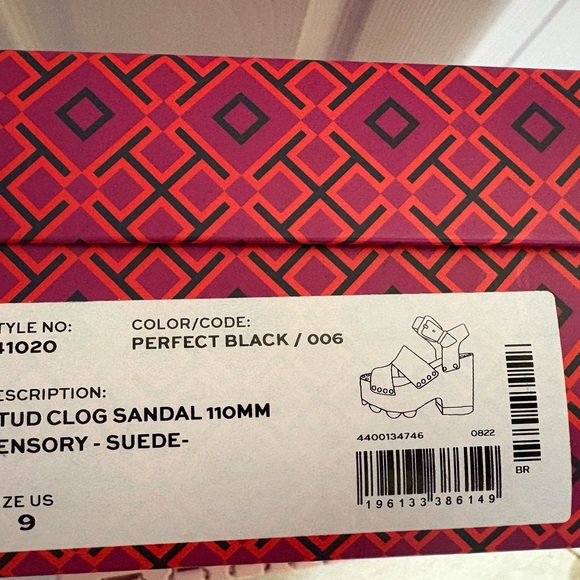 TYLE NO:
41020
COLOR/CODE:
PERFECT BLACK / 006
ESCRIPTION:
TUD CLOG SANDAL 110MM
ENSORY - SUEDE-
ZE US
9
4400134746 0822
196133386149
BR